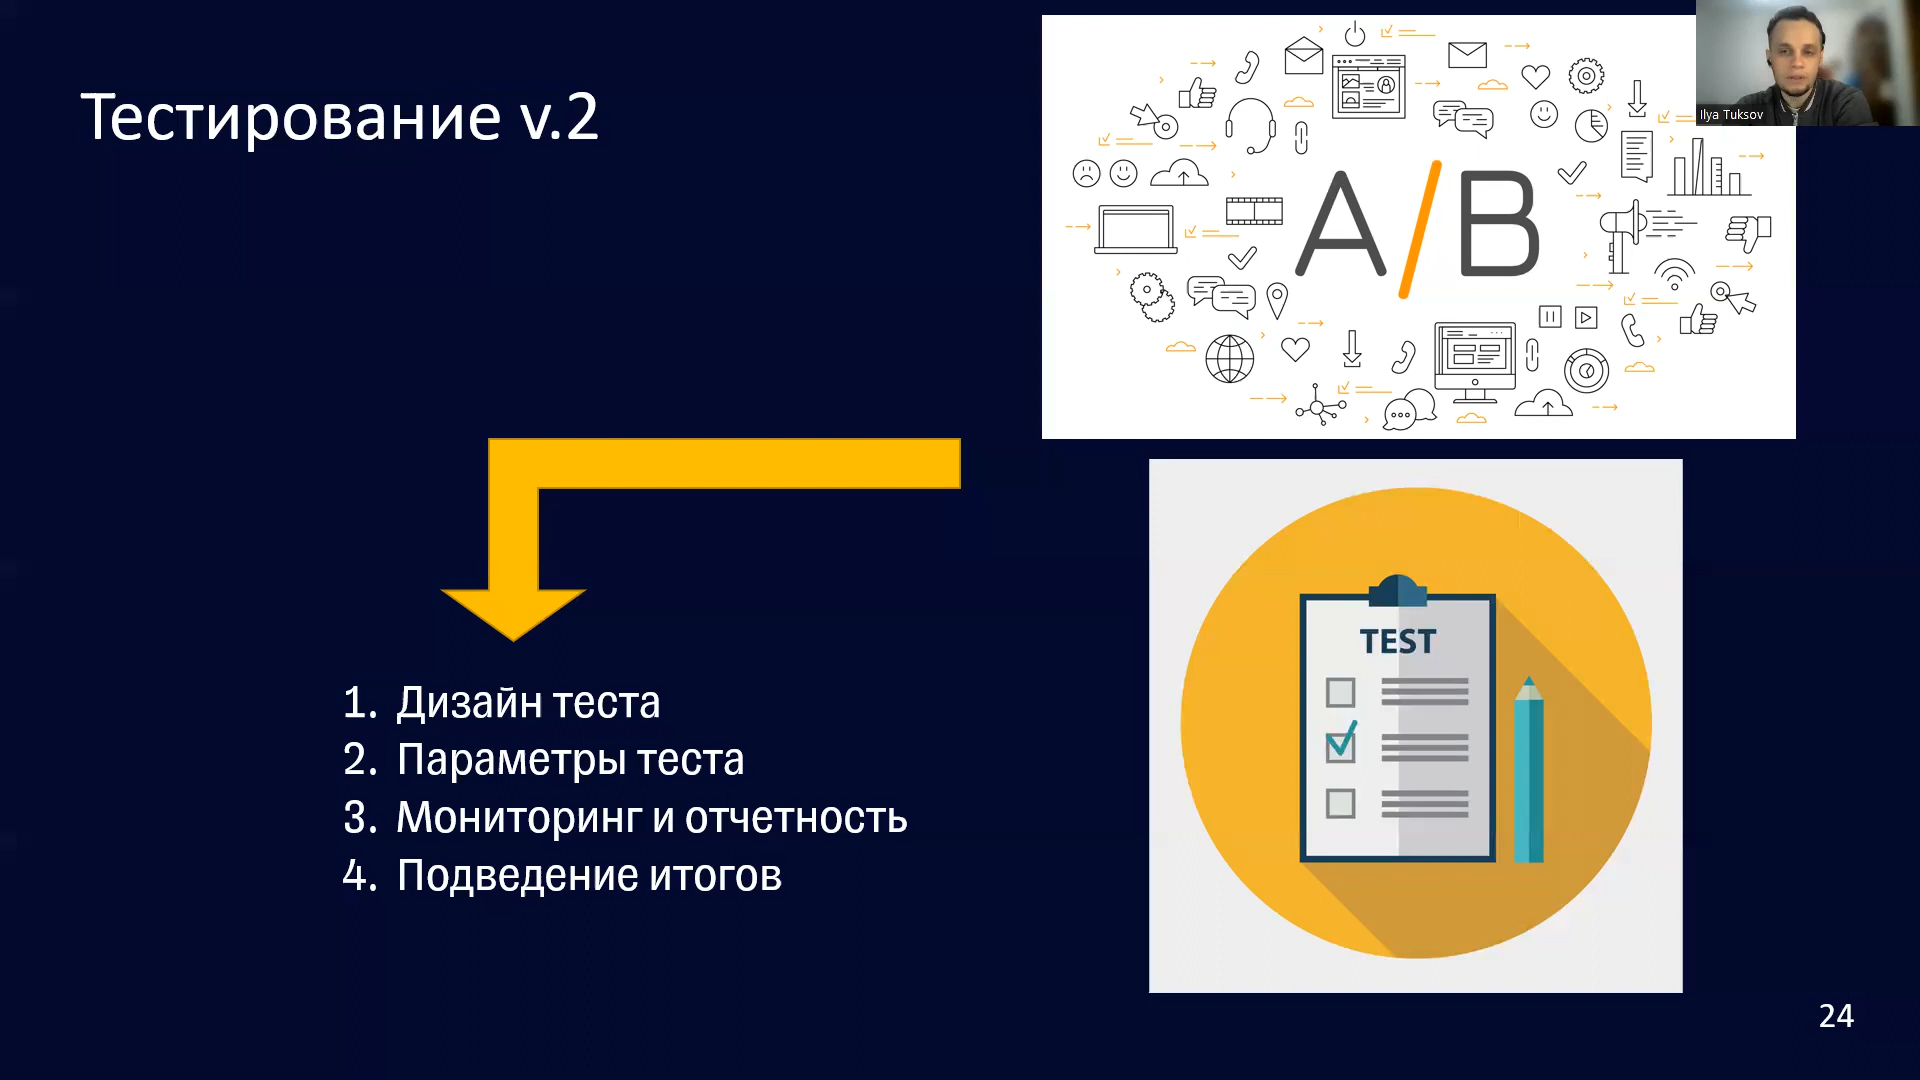 Тестирование v.2
A/B
Ilya Tuksov
TEST
1. Дизайн теста
2. Параметры теста
3. Мониторинг и отчетность
4. Подведение итогов
24